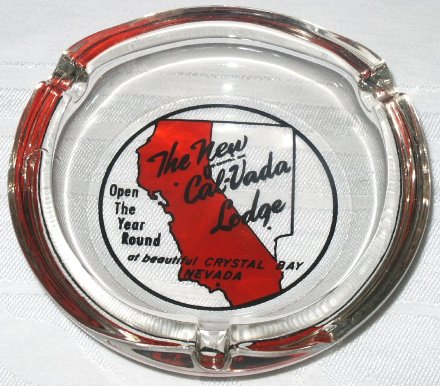 The New
Cal-Vada
Lodge
Open
The
Year
Round
at beautiful CRYSTAL BAY
NEVADA